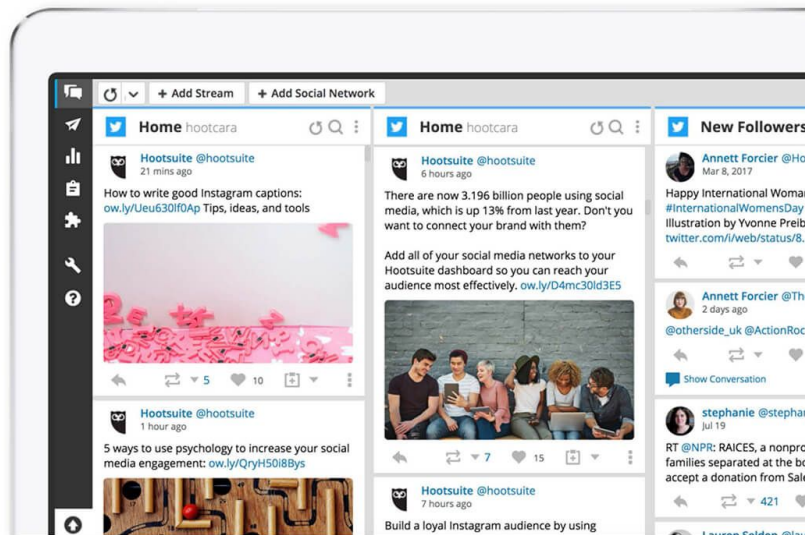 + Add Stream
+ Add Social Network
Home hootcara
Hootsuite @hootsuite
21 mins ago
How to write good Instagram captions:
ow.ly/Ueu630lf0Ap Tips, ideas, and tools
5
10
Hootsuite @hootsuite
1 hour ago
5 ways to use psychology to increase your social
media engagement: ow.ly/QryH50i8Bys
Home hootcara
Hootsuite @hootsuite
6 hours ago
There are now 3.196 billion people using social
media, which is up 13% from last year. Don't you
want to connect your brand with them?
Add all of your social media networks to your
Hootsuite dashboard so you can reach your
audience most effectively. ow.ly/D4mc30ld3E5
7
15
Hootsuite @hootsuite
7 hours ago
Build a loyal Instagram audience by using
New Followers
Annett Forcier @Ho
Mar 8, 2017
Happy International Woma
#InternationalWomensDay
Illustration by Yvonne Preib
twitter.com/i/web/status/8.
Annett Forcier @Th
2 days ago
@otherside_uk @ActionRoc
Show Conversation
stephanie @stephan
Jul 19
RT @NPR: RAICES, a nonpro
families separated at the bo
accept a donation from Sale
421